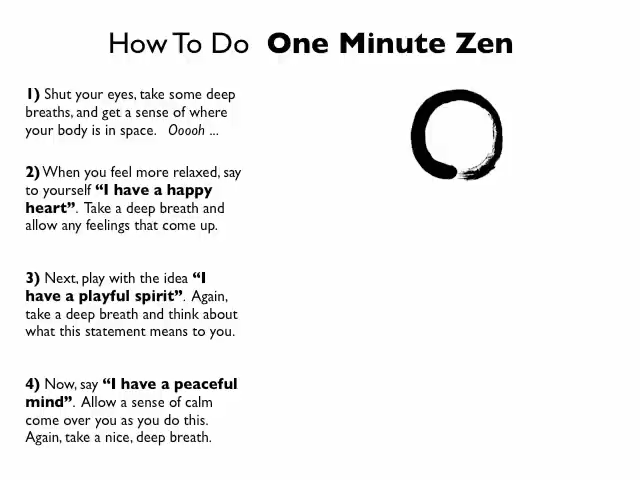 How To Do One Minute Zen
1) Shut your eyes, take some deep
breaths, and get a sense of where
your body is in space. Ooooh ...
2) When you feel more relaxed, say
to yourself “I have a happy
heart”. Take a deep breath and
allow any feelings that come up.
3) Next, play with the idea “I
have a playful spirit”. Again,
take a deep breath and think about
what this statement means to you.
4) Now, say “I have a peaceful
mind”. Allow a sense of calm
come over you as you do this.
Again, take a nice, deep breath.